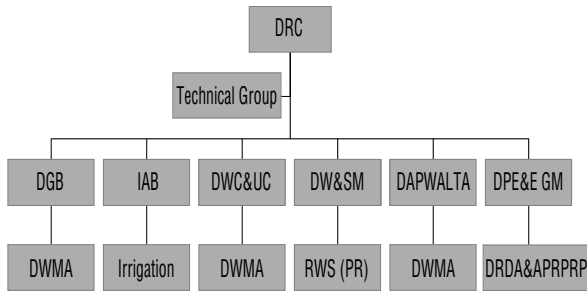 DRC
Technical Group
DGB
IAB
DWC&UC
DW&SM
DAPWALTA
DPE&E GM
DWMA
Irrigation
DWMA
RWS (PR)
DWMA
DRDA&APRPRP